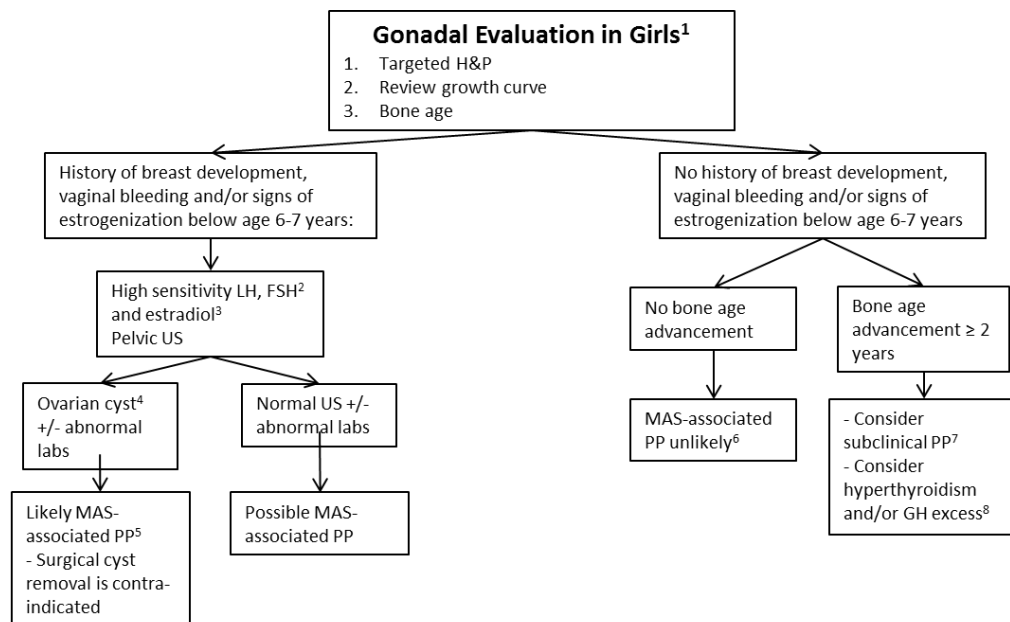 Gonadal Evaluation in Girls¹
1. Targeted H&P
2. Review growth curve
3. Bone age
History of breast development,
vaginal bleeding and/or signs of
estrogenization below age 6-7 years:
No history of breast development,
vaginal bleeding and/or signs of
estrogenization below age 6-7 years
High sensitivity LH, FSH²
and estradiol³
Pelvic US
No bone age
advancement
Bone age
advancement ≥ 2
years
Ovarian cyst⁴
+/- abnormal
labs
Normal US +/-
abnormal labs
MAS-associated
PP unlikely⁶
- Consider
subclinical PP⁷
- Consider
hyperthyroidism
and/or GH excess⁸
Likely MAS-
associated PP⁵
- Surgical cyst
removal is contra-
indicated
Possible MAS-
associated PP